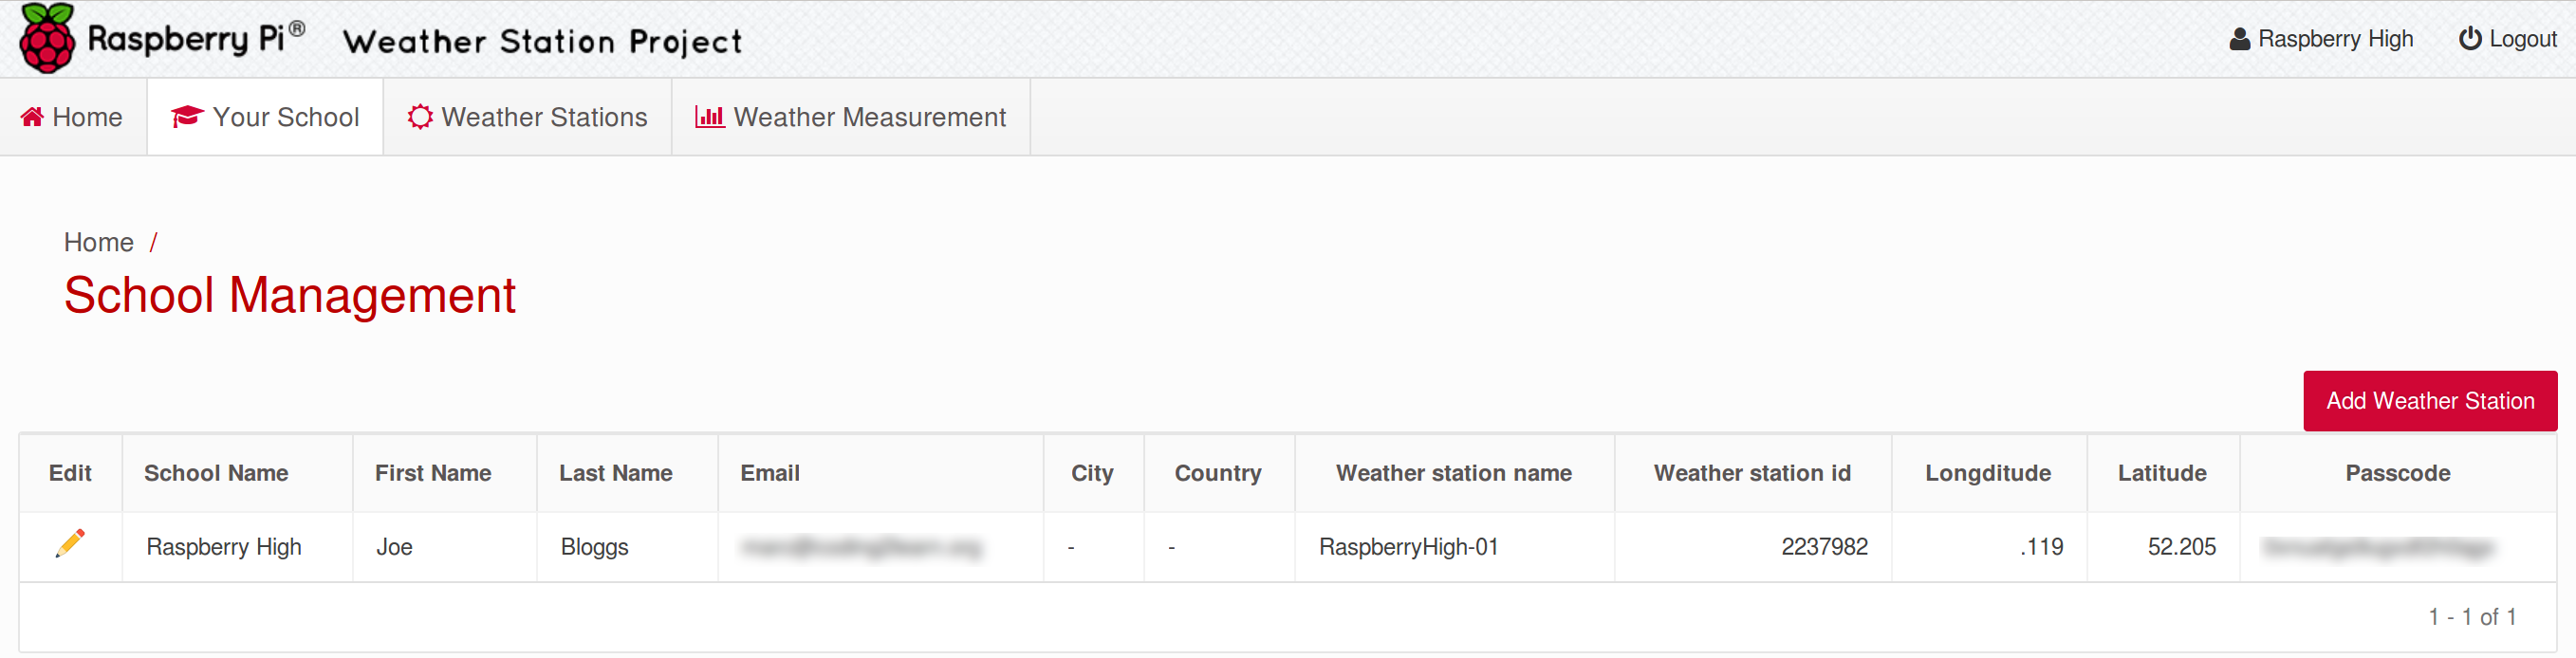 Raspberry Pi® Weather Station Project Raspberry High Logout
Home Your School Weather Stations Weather Measurement
Home /
School Management
Add Weather Station
Edit School Name First Name Last Name Email City Country Weather station name Weather station id Longditude Latitude Passcode
Raspberry High Joe Bloggs - - RaspberryHigh-01 2237982 .119 52.205
1 - 1 of 1